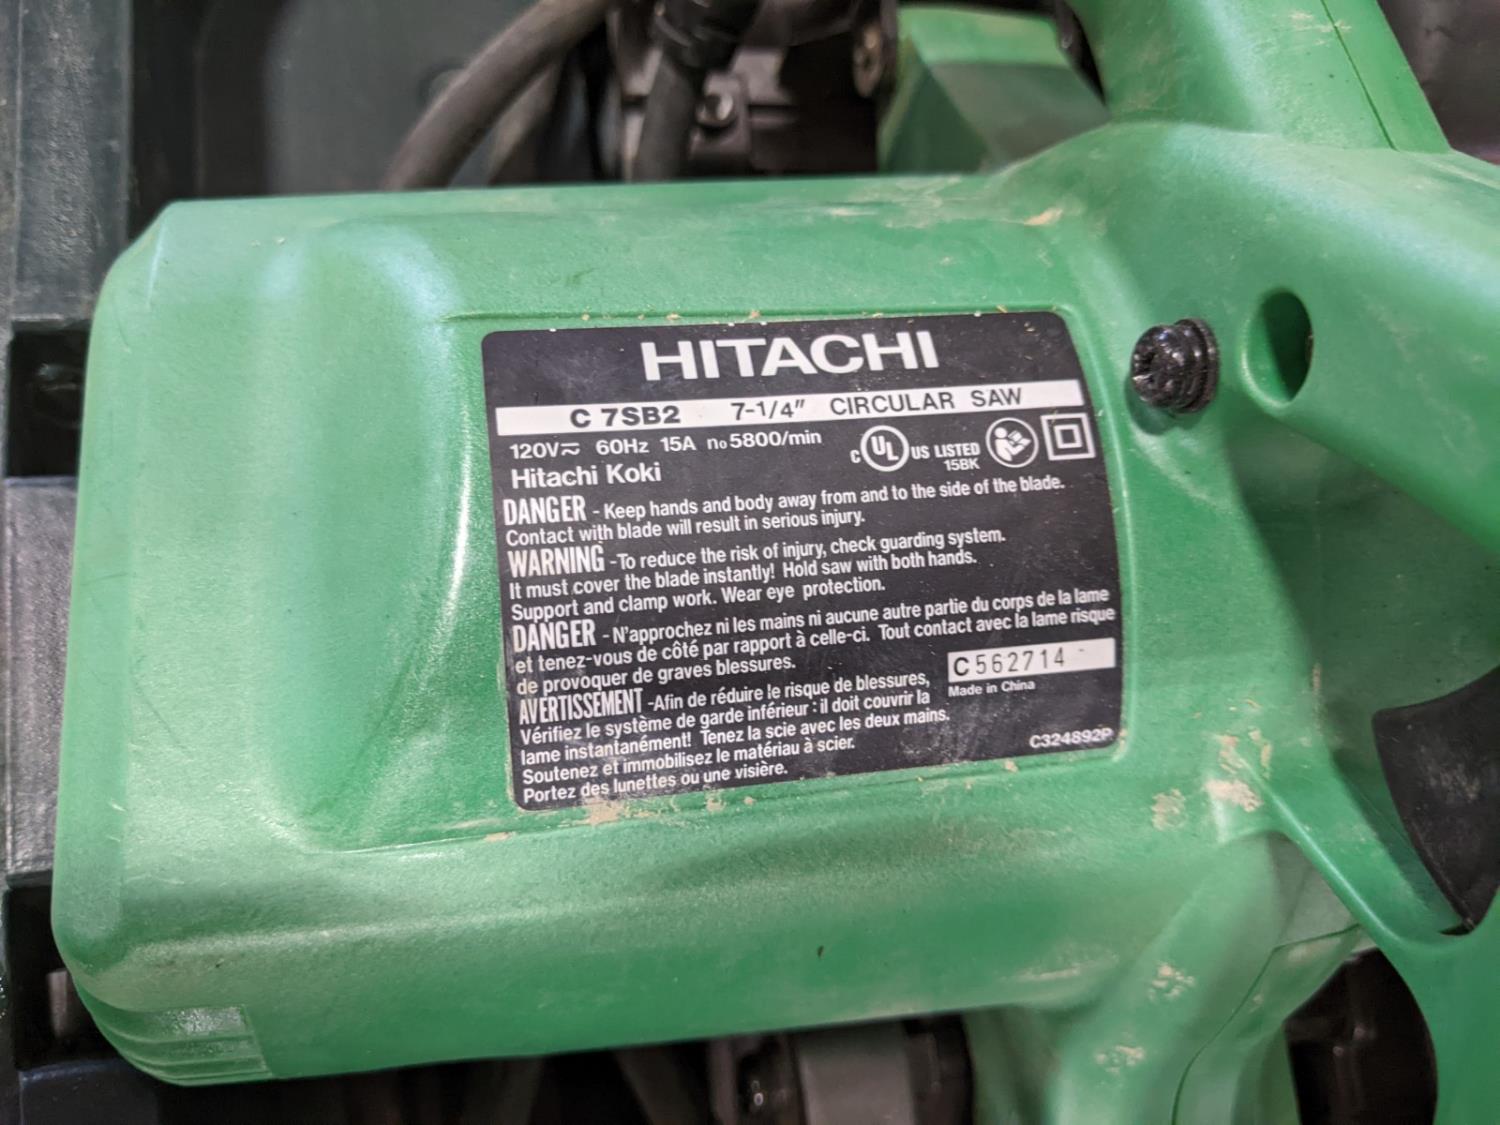 HITACHI
C 7SB2 7-1/4" CIRCULAR SAW
120V⎓~ 60Hz 15A no 5800/min
C UL US LISTED
15BK
Hitachi Koki
DANGER - Keep hands and body away from and to the side of the blade.
Contact with blade will result in serious injury.
WARNING - To reduce the risk of injury, check guarding system.
It must cover the blade instantly! Hold saw with both hands.
Support and clamp work. Wear eye protection.
DANGER - N'approchez ni les mains ni aucune autre partie du corps de la lame
et tenez-vous de côté par rapport à celle-ci. Tout contact avec la lame risque
de provoquer de graves blessures.
AVERTISSEMENT - Afin de réduire le risque de blessures,
Vérifiez le système de garde inférieur : il doit couvrir la
lame instantanément! Tenez la scie avec les deux mains.
Soutenez et immobilisez le matériau à scier.
Portez des lunettes ou une visière.
C562714
Made in China
C324892P